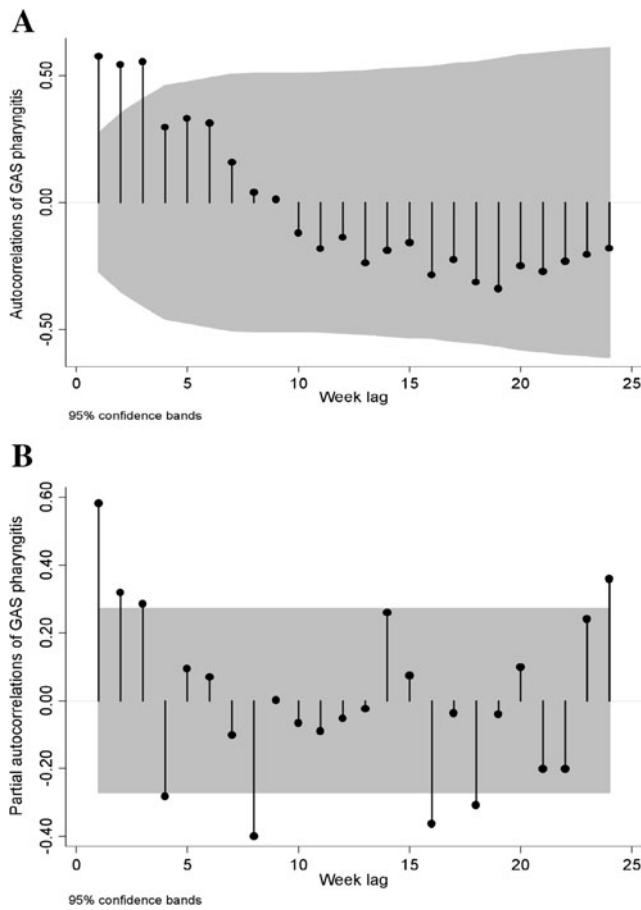 A
Autocorrelations of GAS pharyngitis
0.50
0.00
-0.50
0
5
10
15
20
25
Week lag
95% confidence bands
B
Partial autocorrelations of GAS pharyngitis
0.60
0.40
0.20
0.00
-0.20
-0.40
0
5
10
15
20
25
Week lag
95% confidence bands